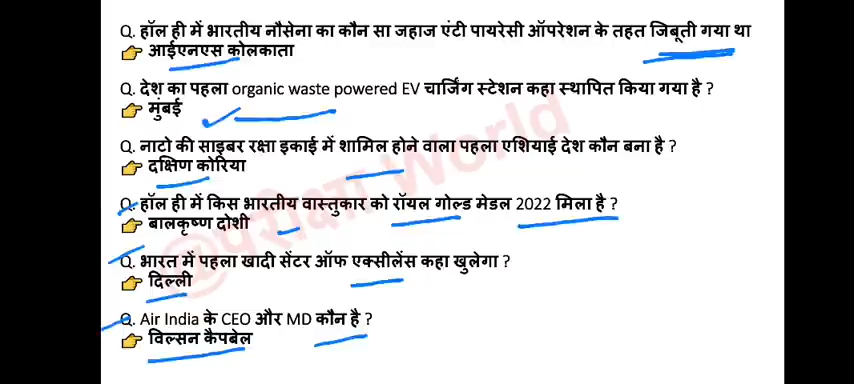 Q. हॉल ही में भारतीय नौसेना का कौन सा जहाज एंटी पायरेसी ऑपरेशन के तहत जिबूती गया था
👉 आईएनएस कोलकाता
Q. देश का पहला organic waste powered EV चार्जिंग स्टेशन कहा स्थापित किया गया है ?
👉 मुंबई
Q. नाटो की साइबर रक्षा इकाई में शामिल होने वाला पहला एशियाई देश कौन बना है ?
👉 दक्षिण कोरिया
Q. हॉल ही में किस भारतीय वास्तुकार को रॉयल गोल्ड मेडल 2022 मिला है ?
👉 बालकृष्ण दोशी
Q. भारत में पहला खादी सेंटर ऑफ एक्सीलेंस कहा खुलेगा ?
👉 दिल्ली
Q. Air India के CEO और MD कौन है ?
👉 विल्सन कैपबेल
@परीक्षा World